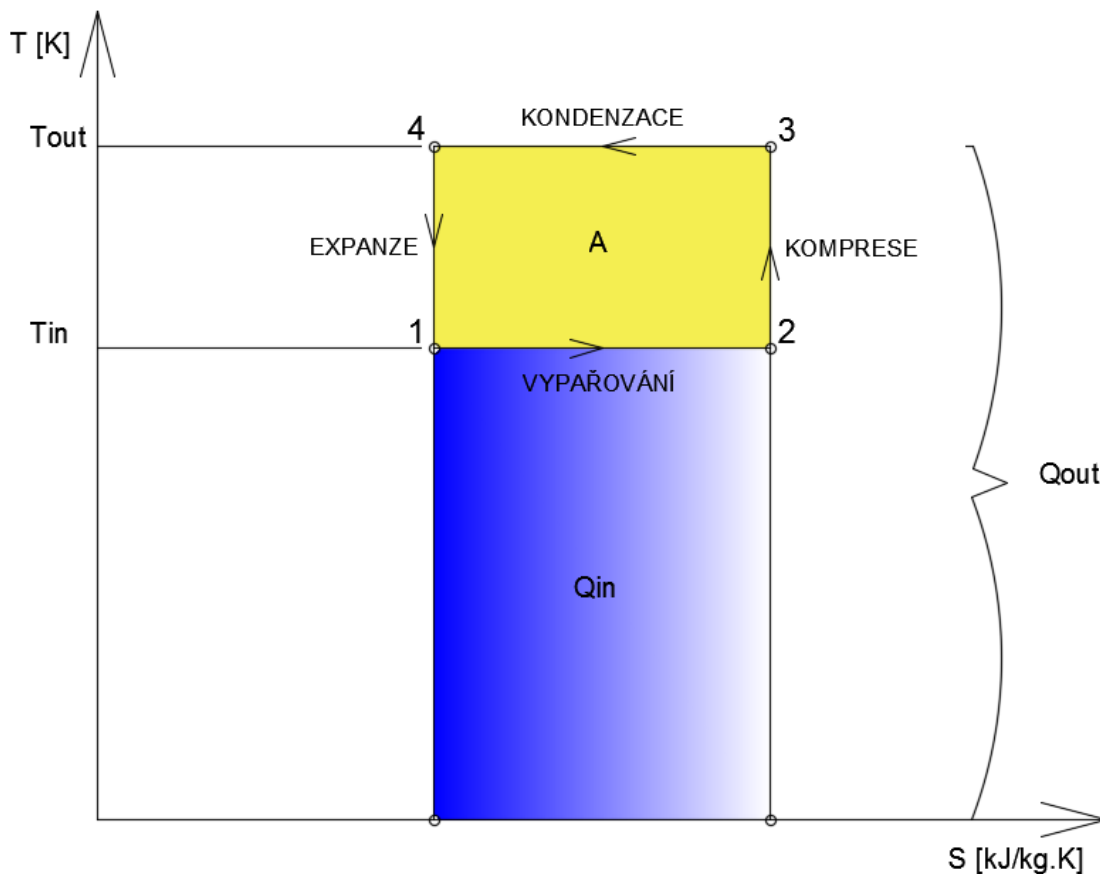 T [K]
KONDENZACE
4
3
Tout
EXPANZE
A
KOMPRESE
Tin
1
2
VYPAŘOVÁNÍ
Qout
Qin
S [kJ/kg.K]